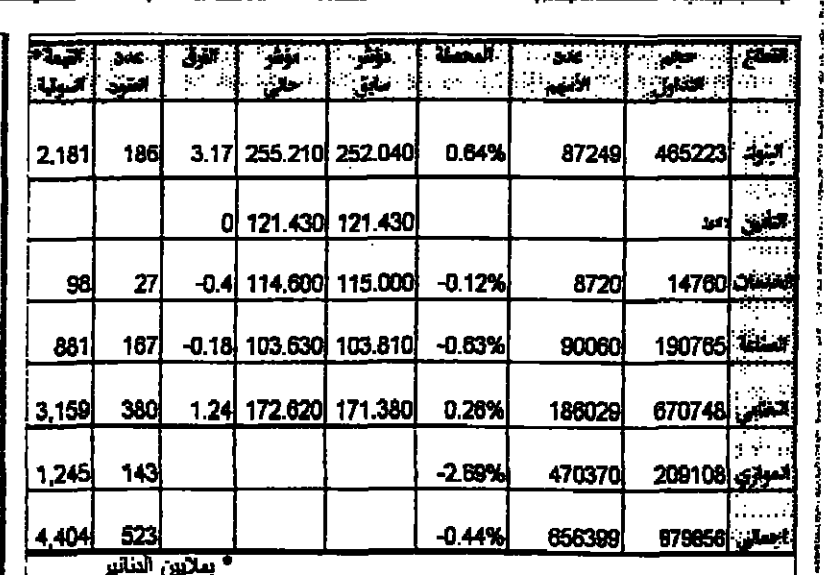 القطاع حجم التداول عدد الأسهم المحصلة مؤشر سابق مؤشر حالي الفرق عدد العقود القيمة* السوقية
البنوك 465223 87249 0.64% 252.040 255.210 3.17 186 2,181
التأمين 121.430 121.430 0
الخدمات 14760 8720 -0.12% 115.000 114.600 -0.4 27 98
الصناعة 190765 90060 -0.63% 103.810 103.630 -0.18 167 881
670748 186029 0.26% 171.380 172.620 1.24 380 3,159
الموازي 209108 470370 -2.69% 143 1,245
اجمالي 879856 656399 -0.44% 523 4,404
* بملايين الدنانير